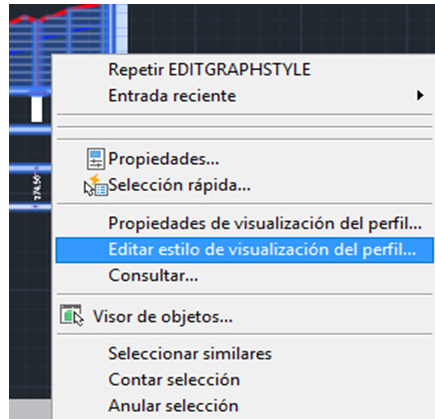 Repetir EDITGRAPHSTYLE
Entrada reciente
Propiedades...
Selección rápida...
Propiedades de visualización del perfil...
Editar estilo de visualización del perfil...
Consultar...
Visor de objetos...
Seleccionar similares
Contar selección
Anular selección